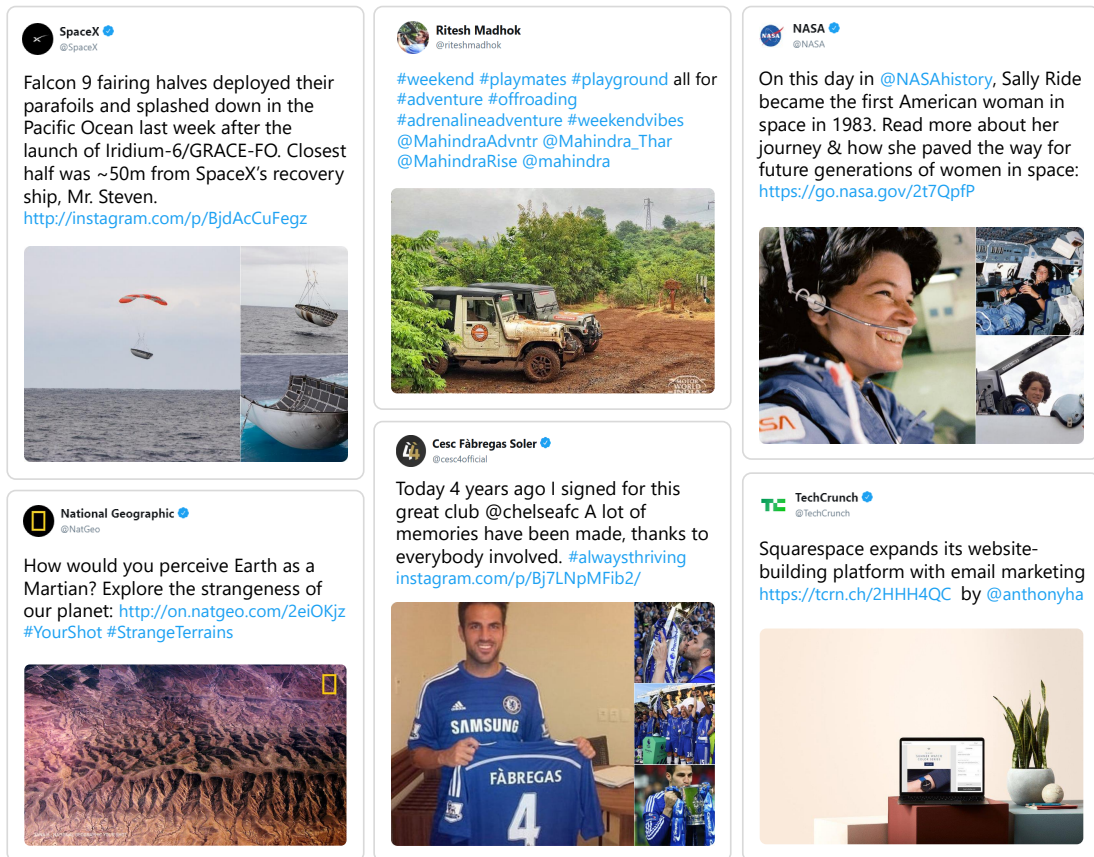 SpaceX
@SpaceX
Falcon 9 fairing halves deployed their
parafoils and splashed down in the
Pacific Ocean last week after the
launch of Iridium-6/GRACE-FO. Closest
half was ~50m from SpaceX's recovery
ship, Mr. Steven.
http://instagram.com/p/BjdAcCuFegz
National Geographic
@NatGeo
How would you perceive Earth as a
Martian? Explore the strangeness of
our planet: http://on.natgeo.com/2eiOKjz
#YourShot #StrangeTerrains
Ritesh Madhok
@riteshmadhok
#weekend #playmates #playground all for
#adventure #offroading
#adrenalineadventure #weekendvibes
@MahindraAdvntr @Mahindra_Thar
@MahindraRise @mahindra
MOTOR
WORLD
INDIA
Cesc Fàbregas Soler
@cesc4official
Today 4 years ago I signed for this
great club @chelseafc A lot of
memories have been made, thanks to
everybody involved. #alwaysthriving
instagram.com/p/Bj7LNpMFib2/
adidas
SAMSUNG
FÀBREGAS
4
NASA
NASA
@NASA
On this day in @NASAhistory, Sally Ride
became the first American woman in
space in 1983. Read more about her
journey & how she paved the way for
future generations of women in space:
https://go.nasa.gov/2t7QpfP
SA
TechCrunch
@TechCrunch
Squarespace expands its website-
building platform with email marketing
https://tcrn.ch/2HHH4QC by @anthonyha